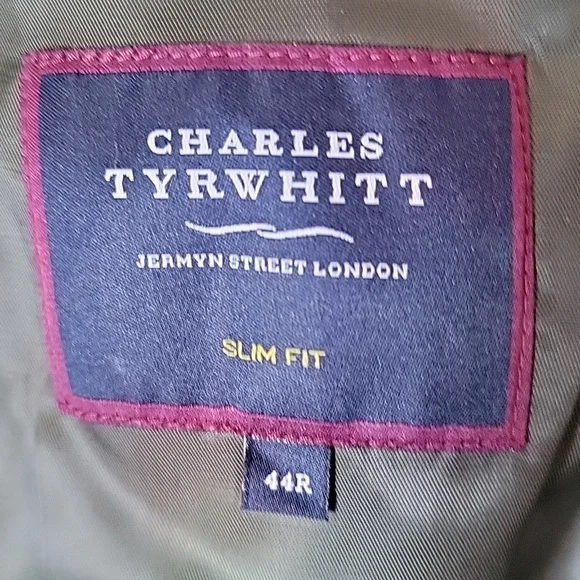 CHARLES
TYRWHITT
JERMYN STREET LONDON
SLIM FIT
44R